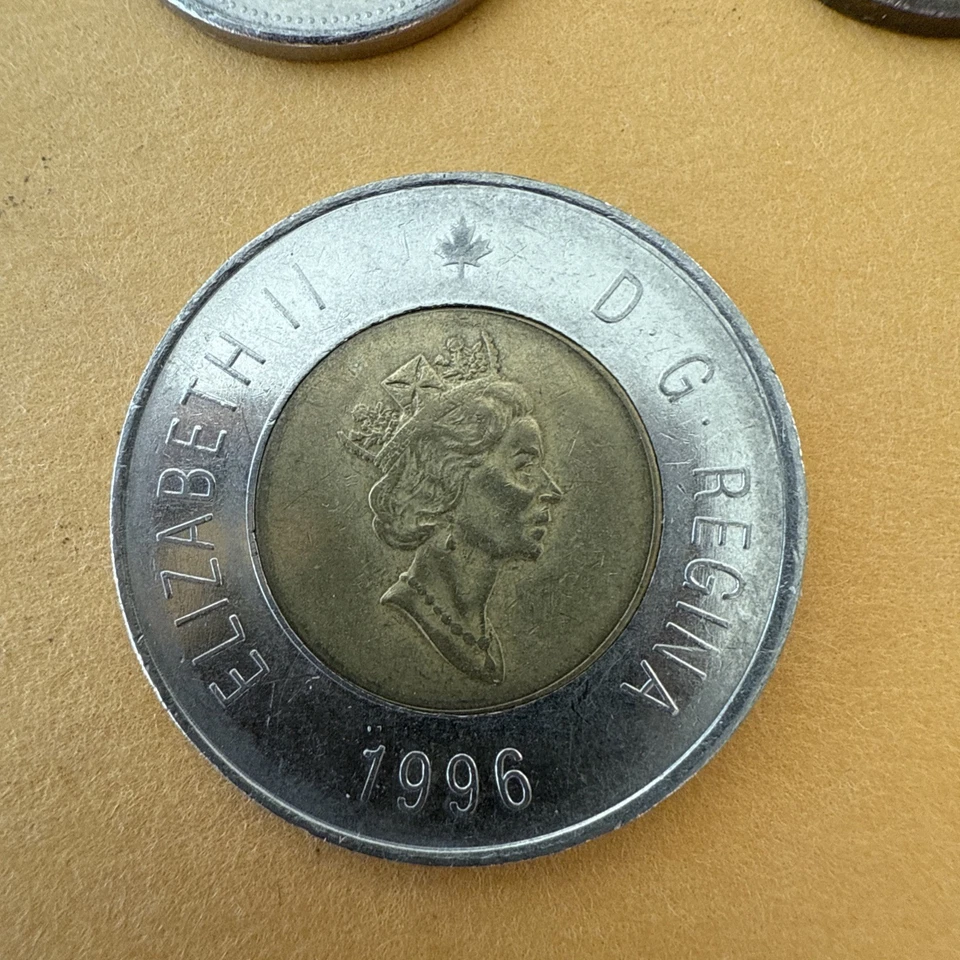 ELIZABETH II
D·G·REGINA
1996